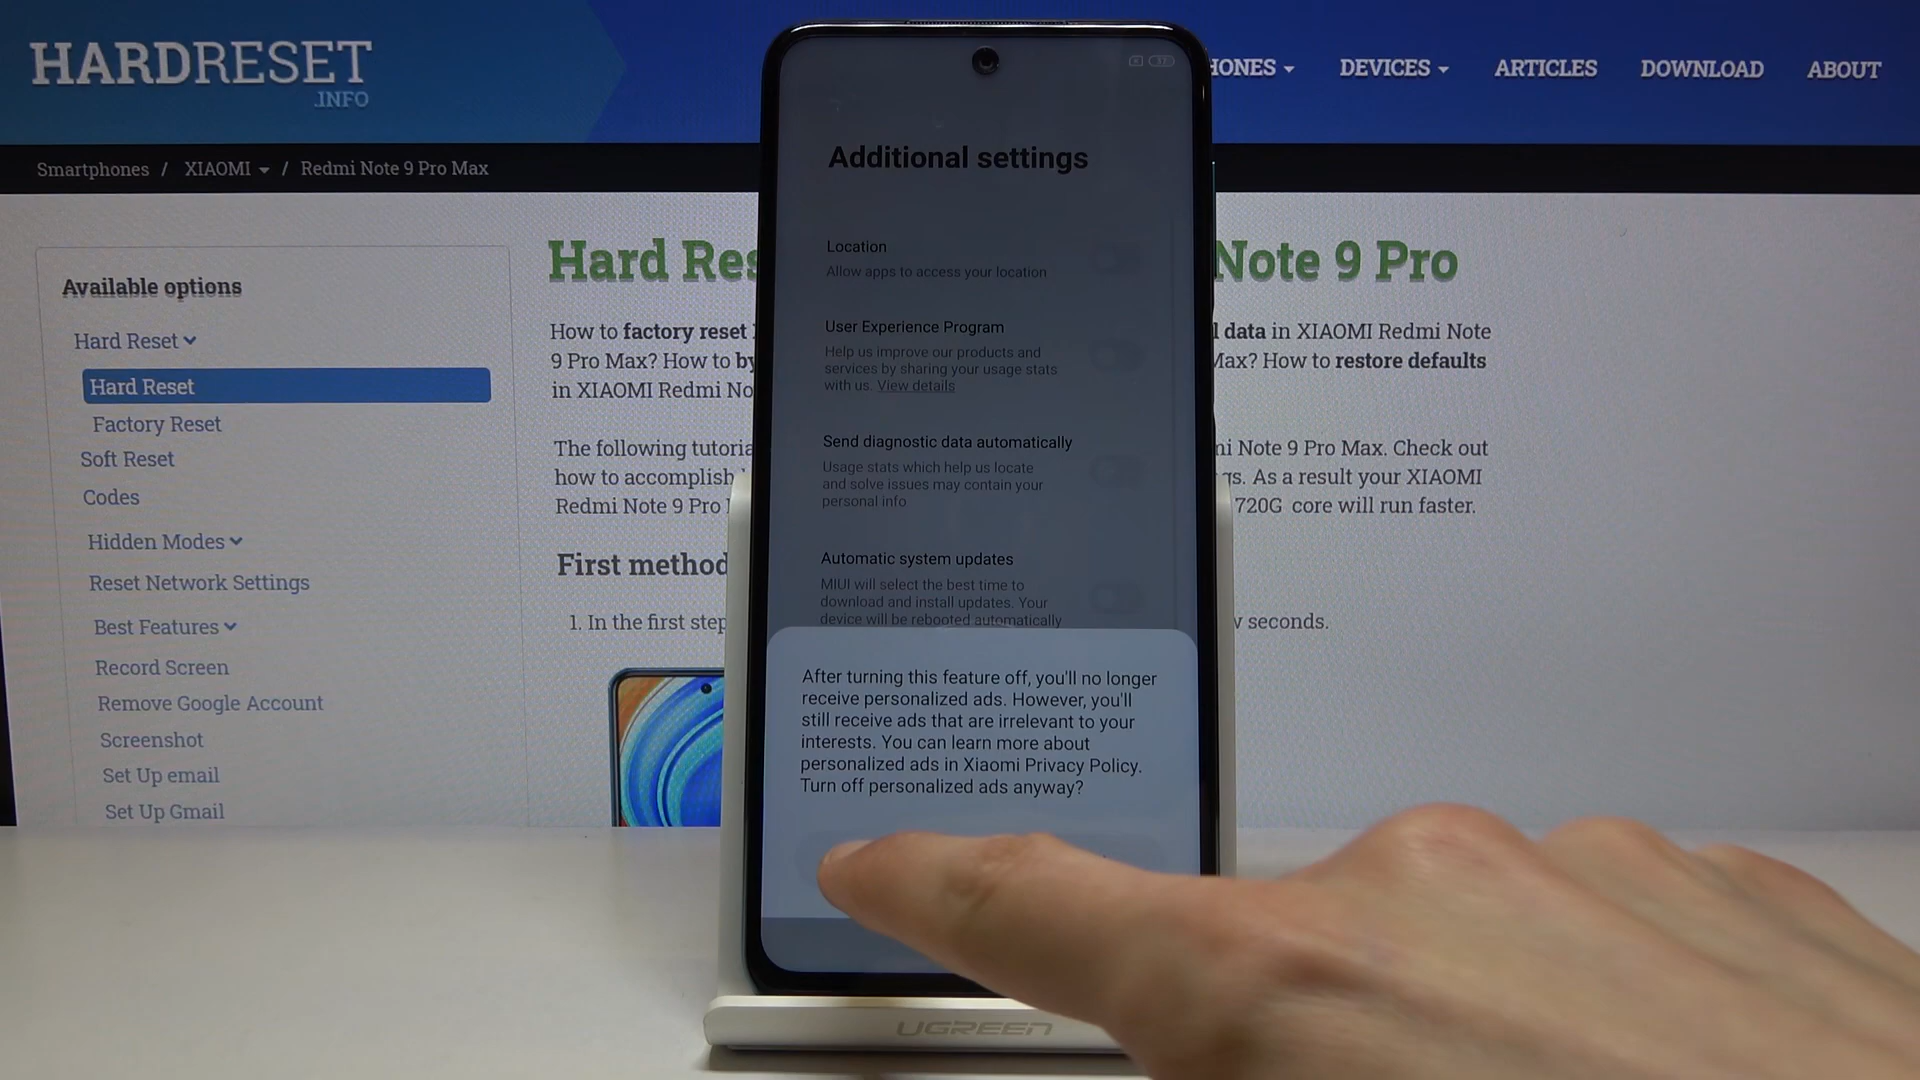 HARDRESET
.INFO
HONES
DEVICES
ARTICLES
DOWNLOAD
ABOUT
Smartphones / XIAOMI / Redmi Note 9 Pro Max
Available options
Hard Reset
Hard Reset
Factory Reset
Soft Reset
Codes
Hidden Modes
Reset Network Settings
Best Features
Record Screen
Remove Google Account
Screenshot
Set Up email
Set Up Gmail
Hard Res
Note 9 Pro
How to factory reset
l data in XIAOMI Redmi Note
9 Pro Max? How to by
Max? How to restore defaults
in XIAOMI Redmi No
The following tutoria
mi Note 9 Pro Max. Check out
how to accomplish
gs. As a result your XIAOMI
Redmi Note 9 Pro
720G core will run faster.
First method
1. In the first step
w seconds.
Additional settings
Location
Allow apps to access your location
User Experience Program
Help us improve our products and
services by sharing your usage stats
with us. View details
Send diagnostic data automatically
Usage stats which help us locate
and solve issues may contain your
personal info
Automatic system updates
MIUI will select the best time to
download and install updates. Your
device will be rebooted automatically
After turning this feature off, you'll no longer
receive personalized ads. However, you'll
still receive ads that are irrelevant to your
interests. You can learn more about
personalized ads in Xiaomi Privacy Policy.
Turn off personalized ads anyway?
UGREEN